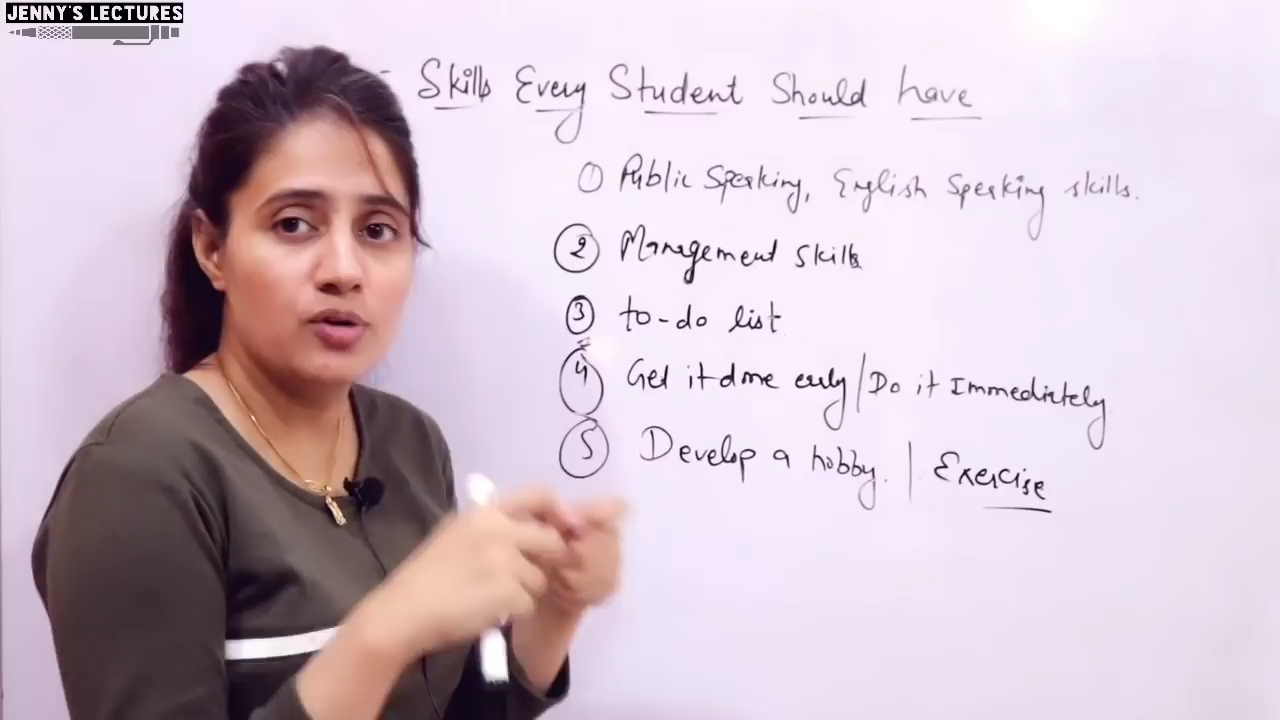 JENNY'S LECTURES
Skills Every Student Should have
① Public Speaking, English Speaking skills.
② Management skills
③ to-do list
④ Get it done early/Do it Immediately
⑤ Develop a hobby. | Exercise